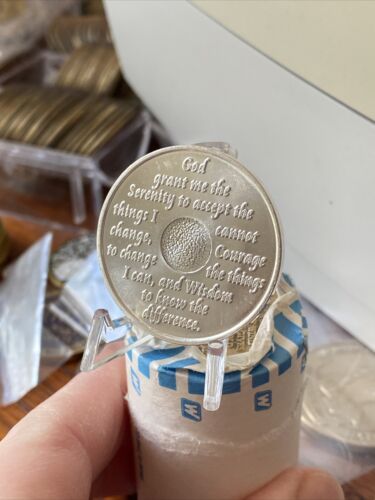 God
grant me the
Serenity to accept the
things I cannot
change, Courage
to change the things
I can, and Wisdom
to know the
difference.
W W